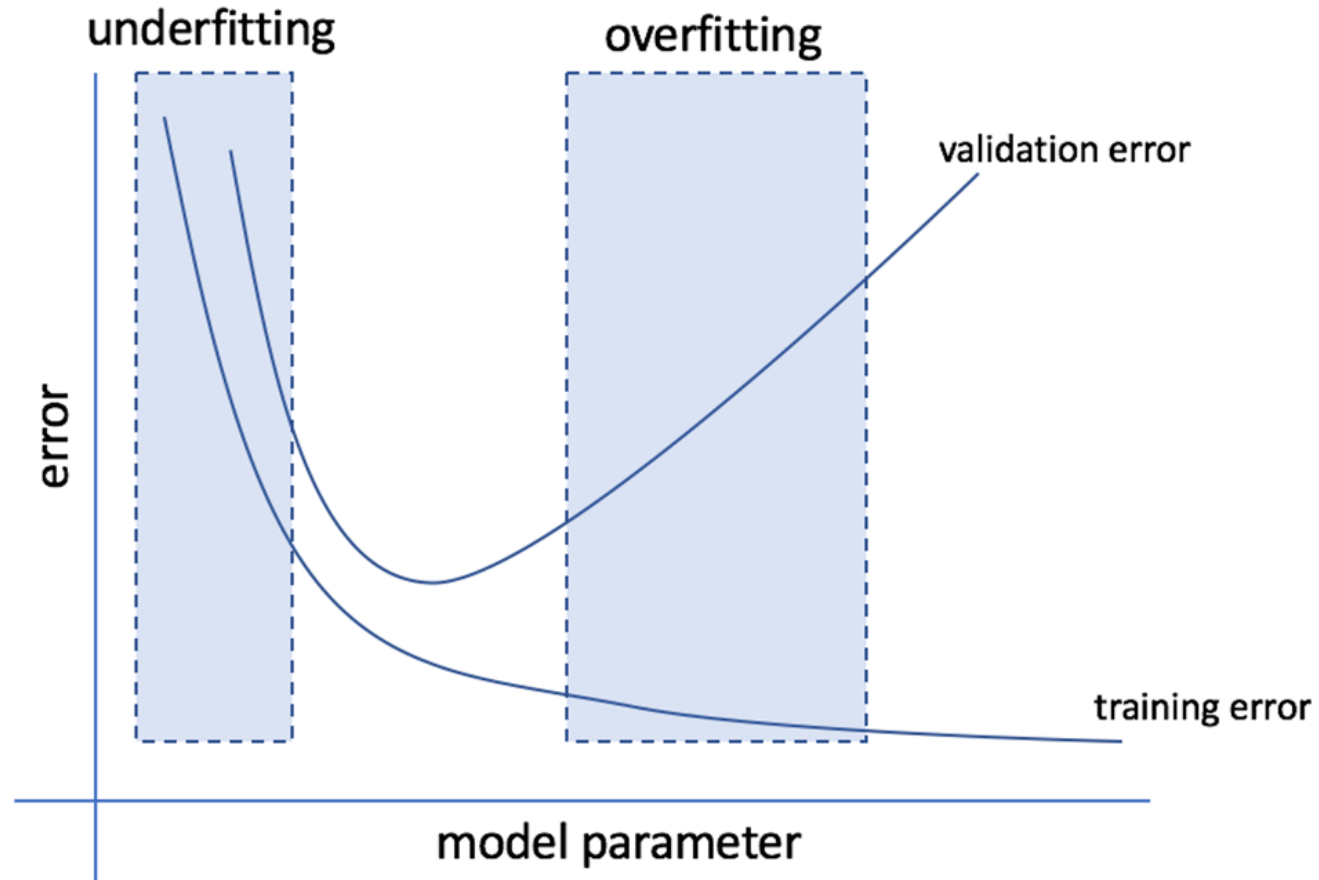 underfitting
overfitting
validation error
error
training error
model parameter